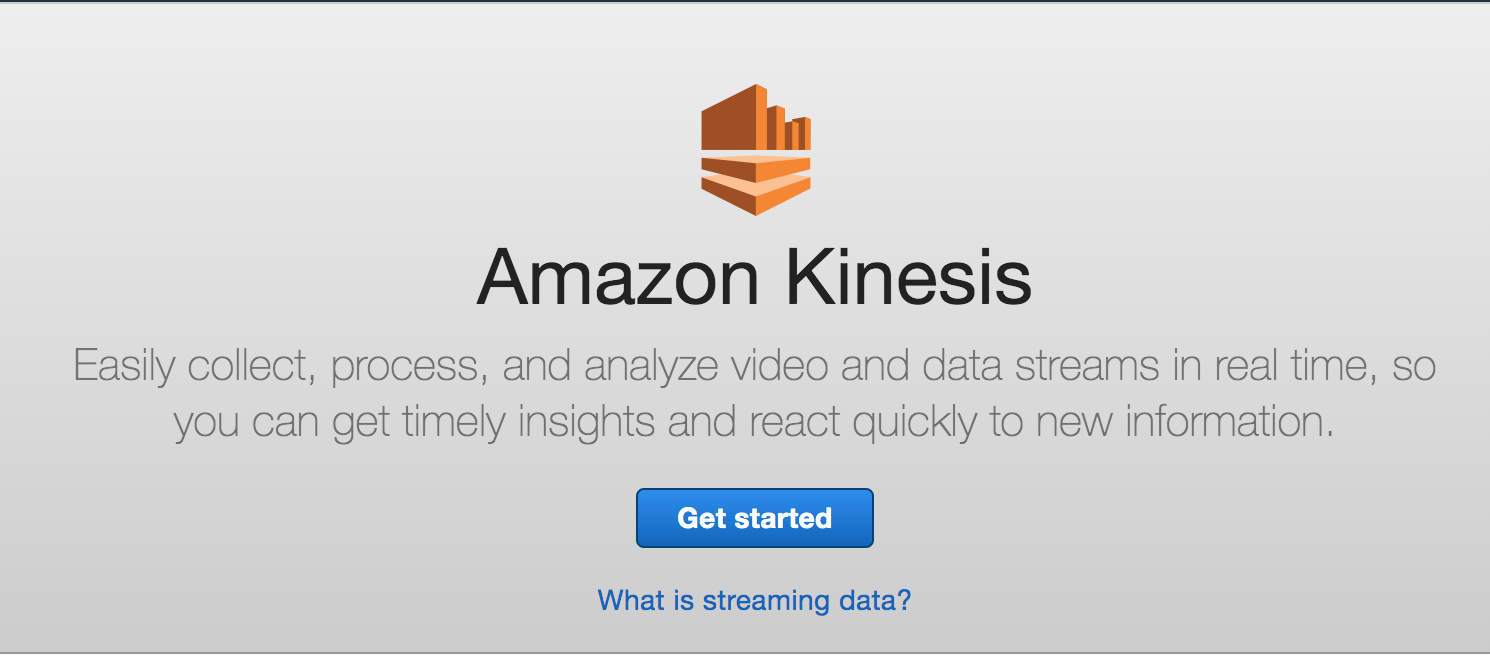 Amazon Kinesis
Easily collect, process, and analyze video and data streams in real time, so
you can get timely insights and react quickly to new information.
Get started
What is streaming data?